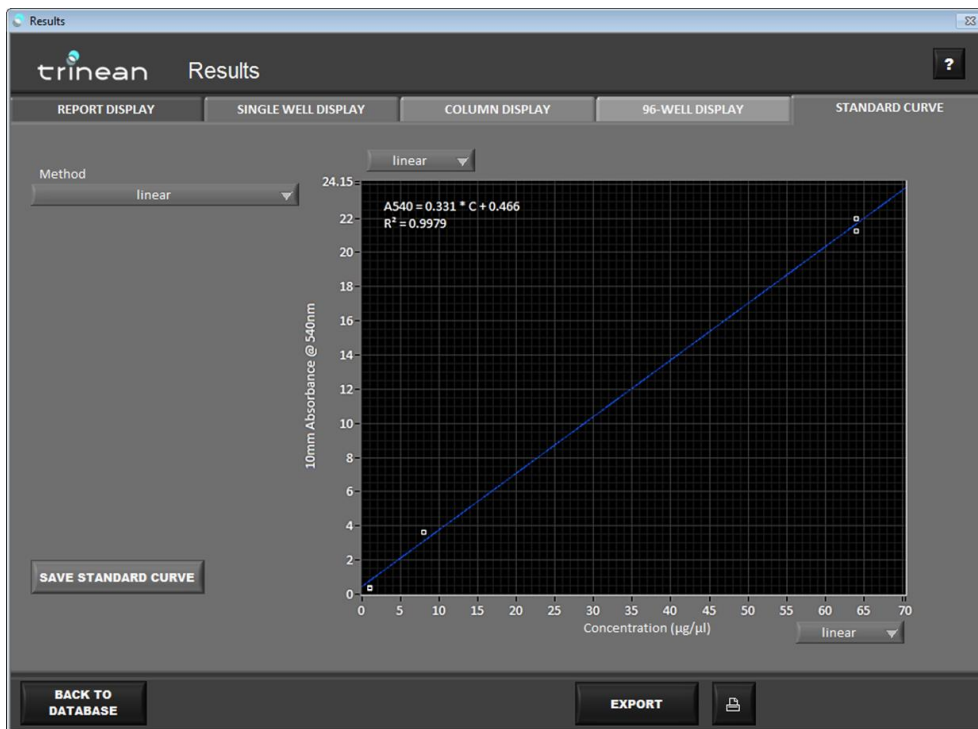 Results
trinean
Results
?
REPORT DISPLAY
SINGLE WELL DISPLAY
COLUMN DISPLAY
96-WELL DISPLAY
STANDARD CURVE
Method
linear
linear
A540 = 0.331 * C + 0.466
R² = 0.9979
24.15
22
20
18
16
14
12
10
8
6
4
2
0
10mm Absorbance @ 540nm
0 5 10 15 20 25 30 35 40 45 50 55 60 65 70
Concentration (µg/µl)
linear
SAVE STANDARD CURVE
BACK TO
DATABASE
EXPORT